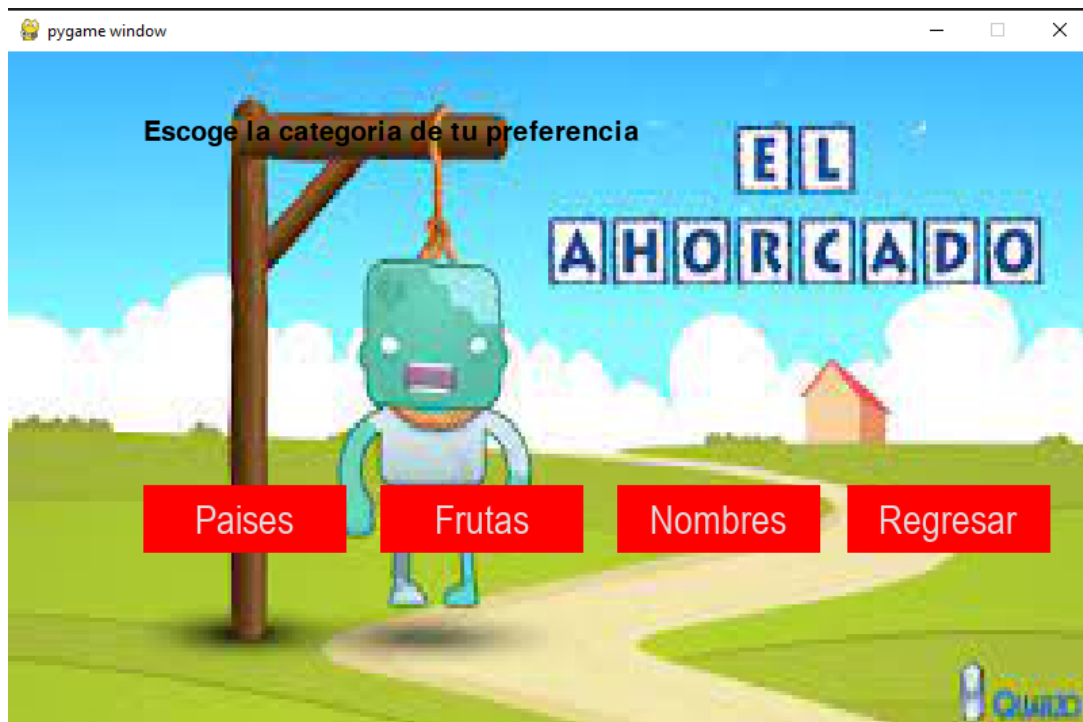 pygame window
Escoge la categoria de tu preferencia
EL
AHORCADO
Paises
Frutas
Nombres
Regresar